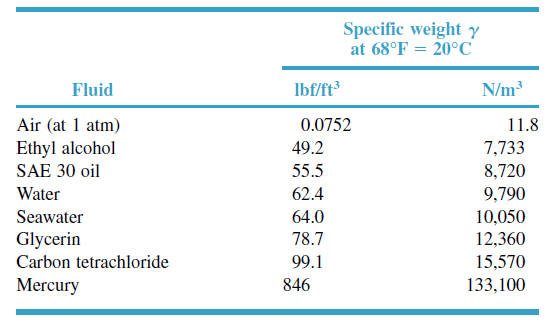 Specific weight γ
at 68°F = 20°C
Fluid lbf/ft³ N/m³
Air (at 1 atm) 0.0752 11.8
Ethyl alcohol 49.2 7,733
SAE 30 oil 55.5 8,720
Water 62.4 9,790
Seawater 64.0 10,050
Glycerin 78.7 12,360
Carbon tetrachloride 99.1 15,570
Mercury 846 133,100